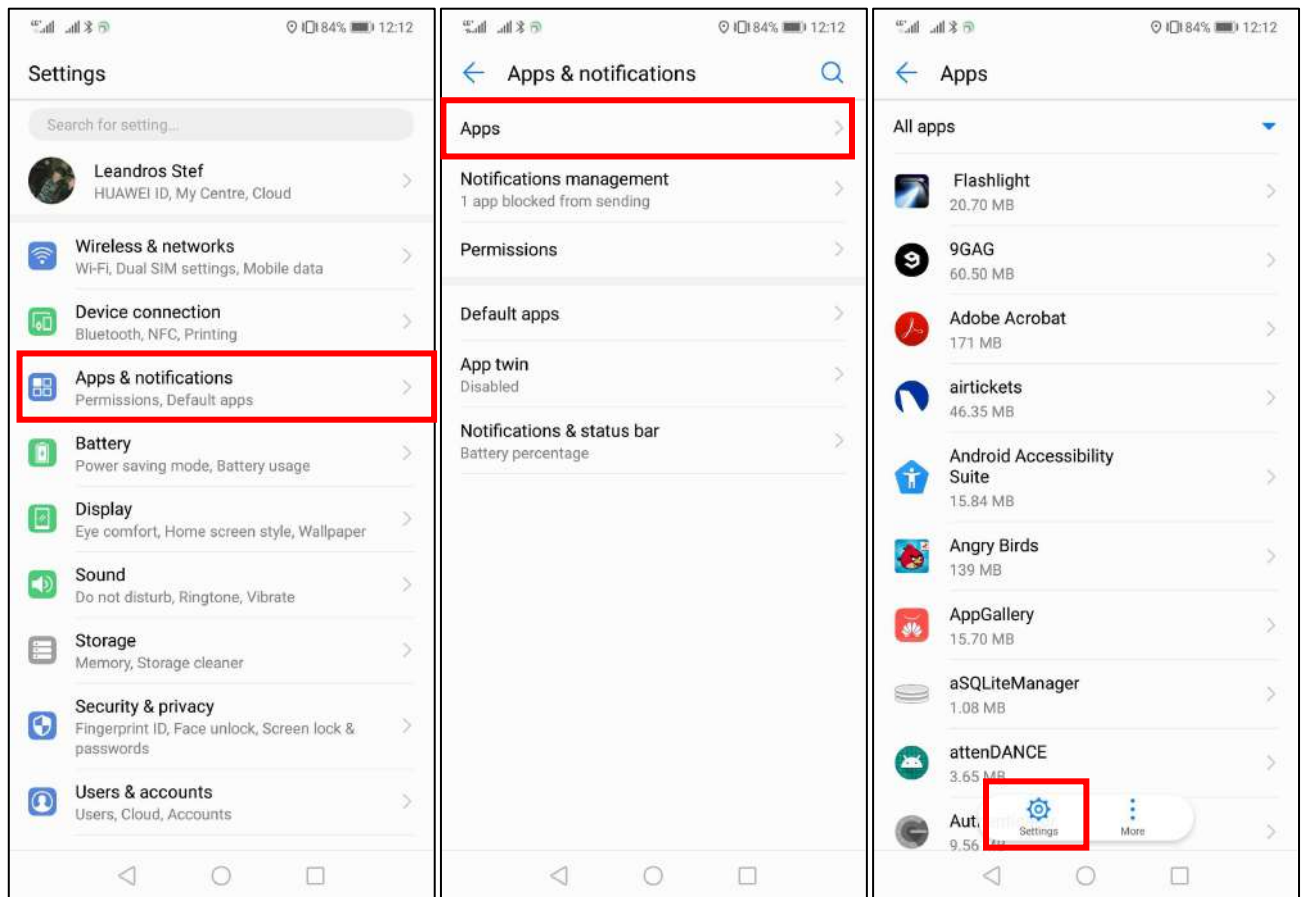 84% 12:12
Settings
Search for setting...
Leandros Stef
HUAWEI ID, My Centre, Cloud
Wireless & networks
Wi-Fi, Dual SIM settings, Mobile data
Device connection
Bluetooth, NFC, Printing
Apps & notifications
Permissions, Default apps
Battery
Power saving mode, Battery usage
Display
Eye comfort, Home screen style, Wallpaper
Sound
Do not disturb, Ringtone, Vibrate
Storage
Memory, Storage cleaner
Security & privacy
Fingerprint ID, Face unlock, Screen lock &
passwords
Users & accounts
Users, Cloud, Accounts
84% 12:12
Apps & notifications
Apps
Notifications management
1 app blocked from sending
Permissions
Default apps
App twin
Disabled
Notifications & status bar
Battery percentage
84% 12:12
Apps
All apps
Flashlight
20.70 MB
9GAG
60.50 MB
Adobe Acrobat
171 MB
airtickets
46.35 MB
Android Accessibility
Suite
15.84 MB
Angry Birds
139 MB
AppGallery
15.70 MB
aSQLiteManager
1.08 MB
attenDANCE
3.65 MB
Settings
More
9.56 MB